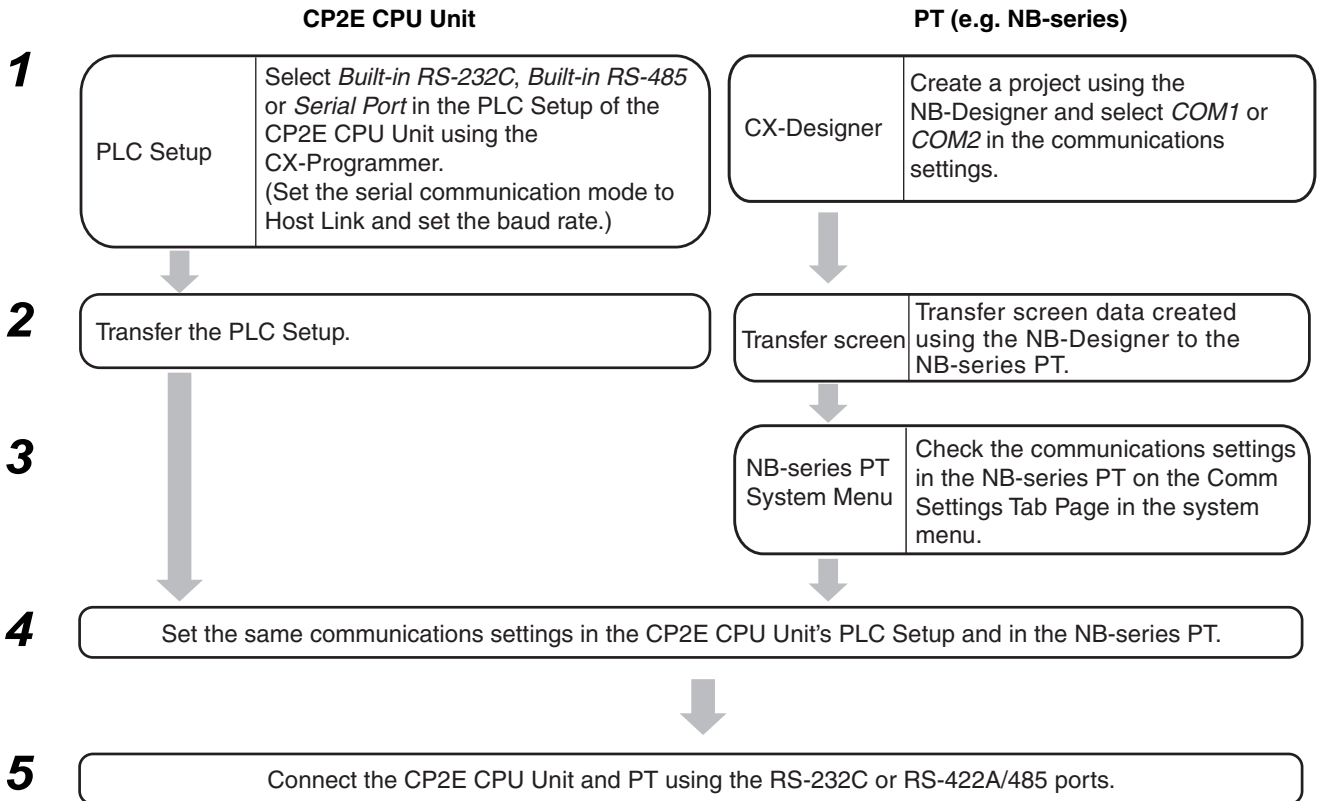 CP2E CPU Unit
PT (e.g. NB-series)
1
PLC Setup
Select Built-in RS-232C, Built-in RS-485
or Serial Port in the PLC Setup of the
CP2E CPU Unit using the
CX-Programmer.
(Set the serial communication mode to
Host Link and set the baud rate.)
CX-Designer
Create a project using the
NB-Designer and select COM1 or
COM2 in the communications
settings.
2
Transfer the PLC Setup.
Transfer screen
Transfer screen data created
using the NB-Designer to the
NB-series PT.
3
NB-series PT
System Menu
Check the communications settings
in the NB-series PT on the Comm
Settings Tab Page in the system
menu.
4
Set the same communications settings in the CP2E CPU Unit's PLC Setup and in the NB-series PT.
5
Connect the CP2E CPU Unit and PT using the RS-232C or RS-422A/485 ports.